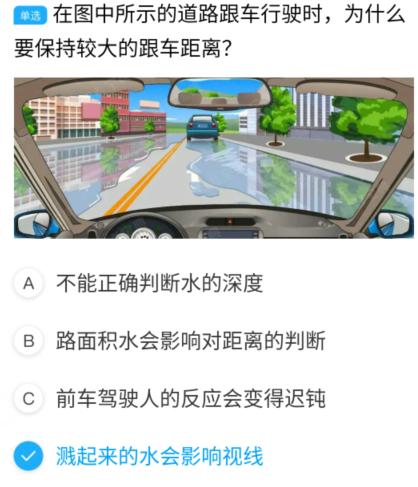 单选 在图中所示的道路跟车行驶时，为什么
要保持较大的跟车距离？
A 不能正确判断水的深度
B 路面积水会影响对距离的判断
C 前车驾驶人的反应会变得迟钝
溅起来的水会影响视线